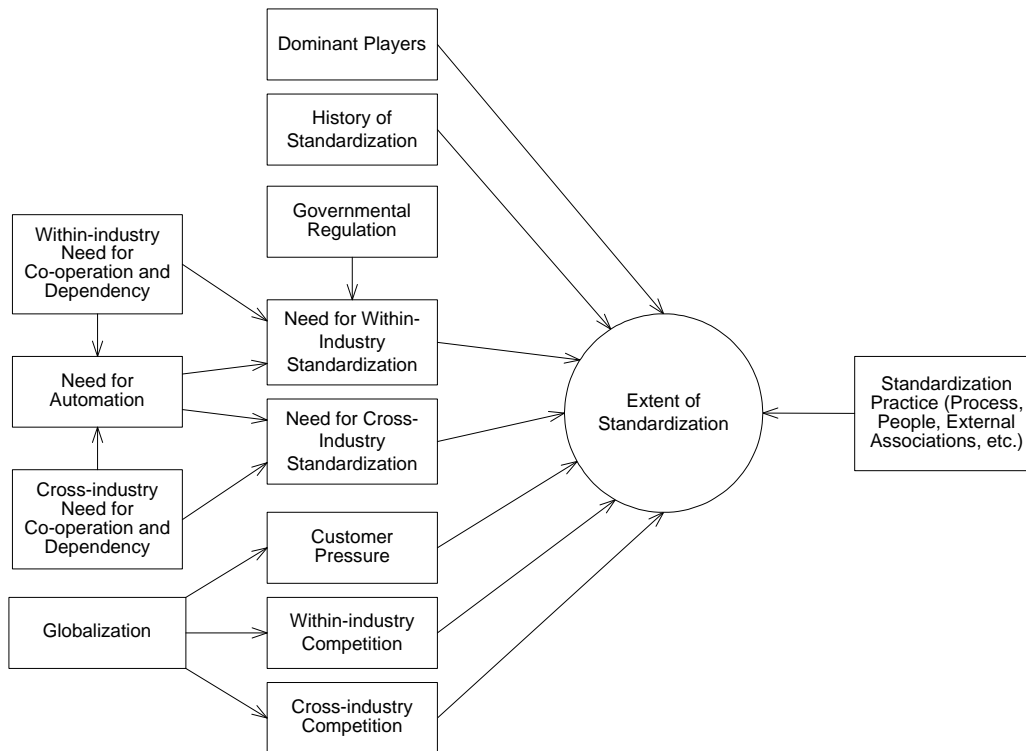 Dominant Players
History of
Standardization
Governmental
Regulation
Within-industry
Need for
Co-operation and
Dependency
Need for Within-
Industry
Standardization
Need for
Automation
Need for Cross-
Industry
Standardization
Cross-industry
Need for
Co-operation and
Dependency
Customer
Pressure
Globalization
Within-industry
Competition
Cross-industry
Competition
Extent of
Standardization
Standardization
Practice (Process,
People, External
Associations, etc.)